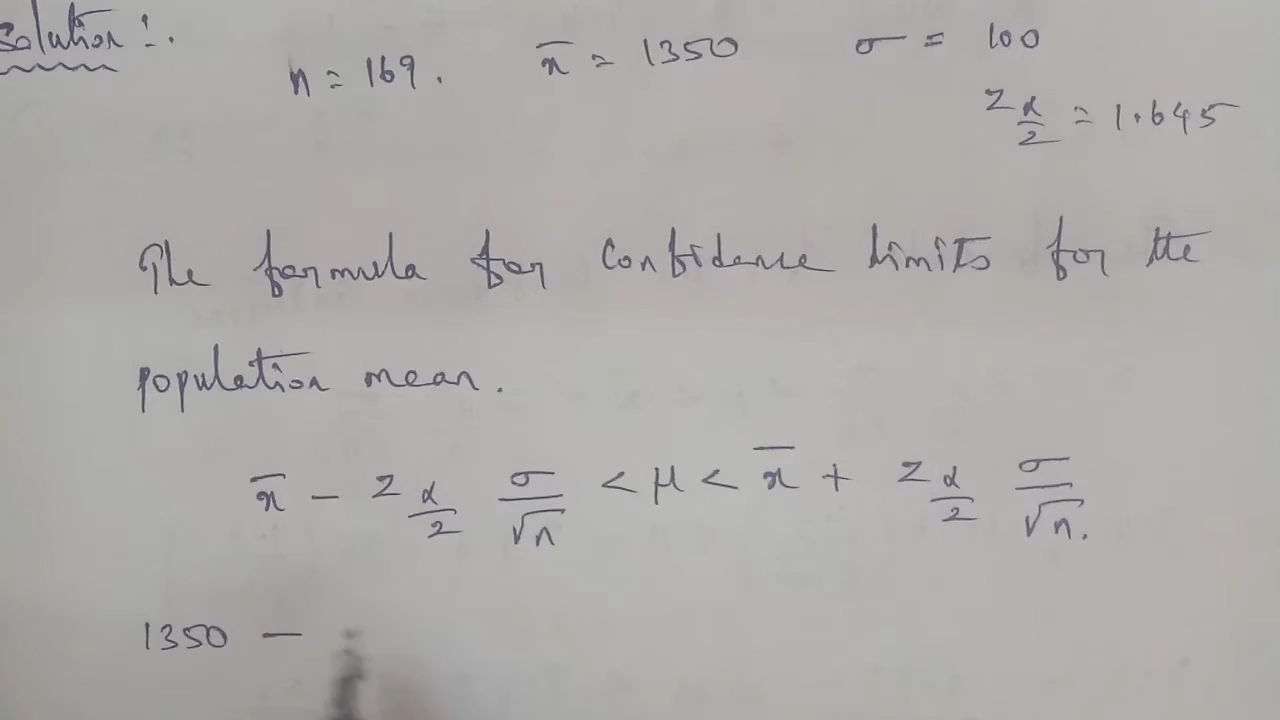 Solution :.
n = 169. x̄ = 1350 σ = 100
z α/2 = 1.645
The formula for Confidence limits for the
population mean.
x̄ - z α/2 σ/√n < μ < x̄ + z α/2 σ/√n.
1350 -